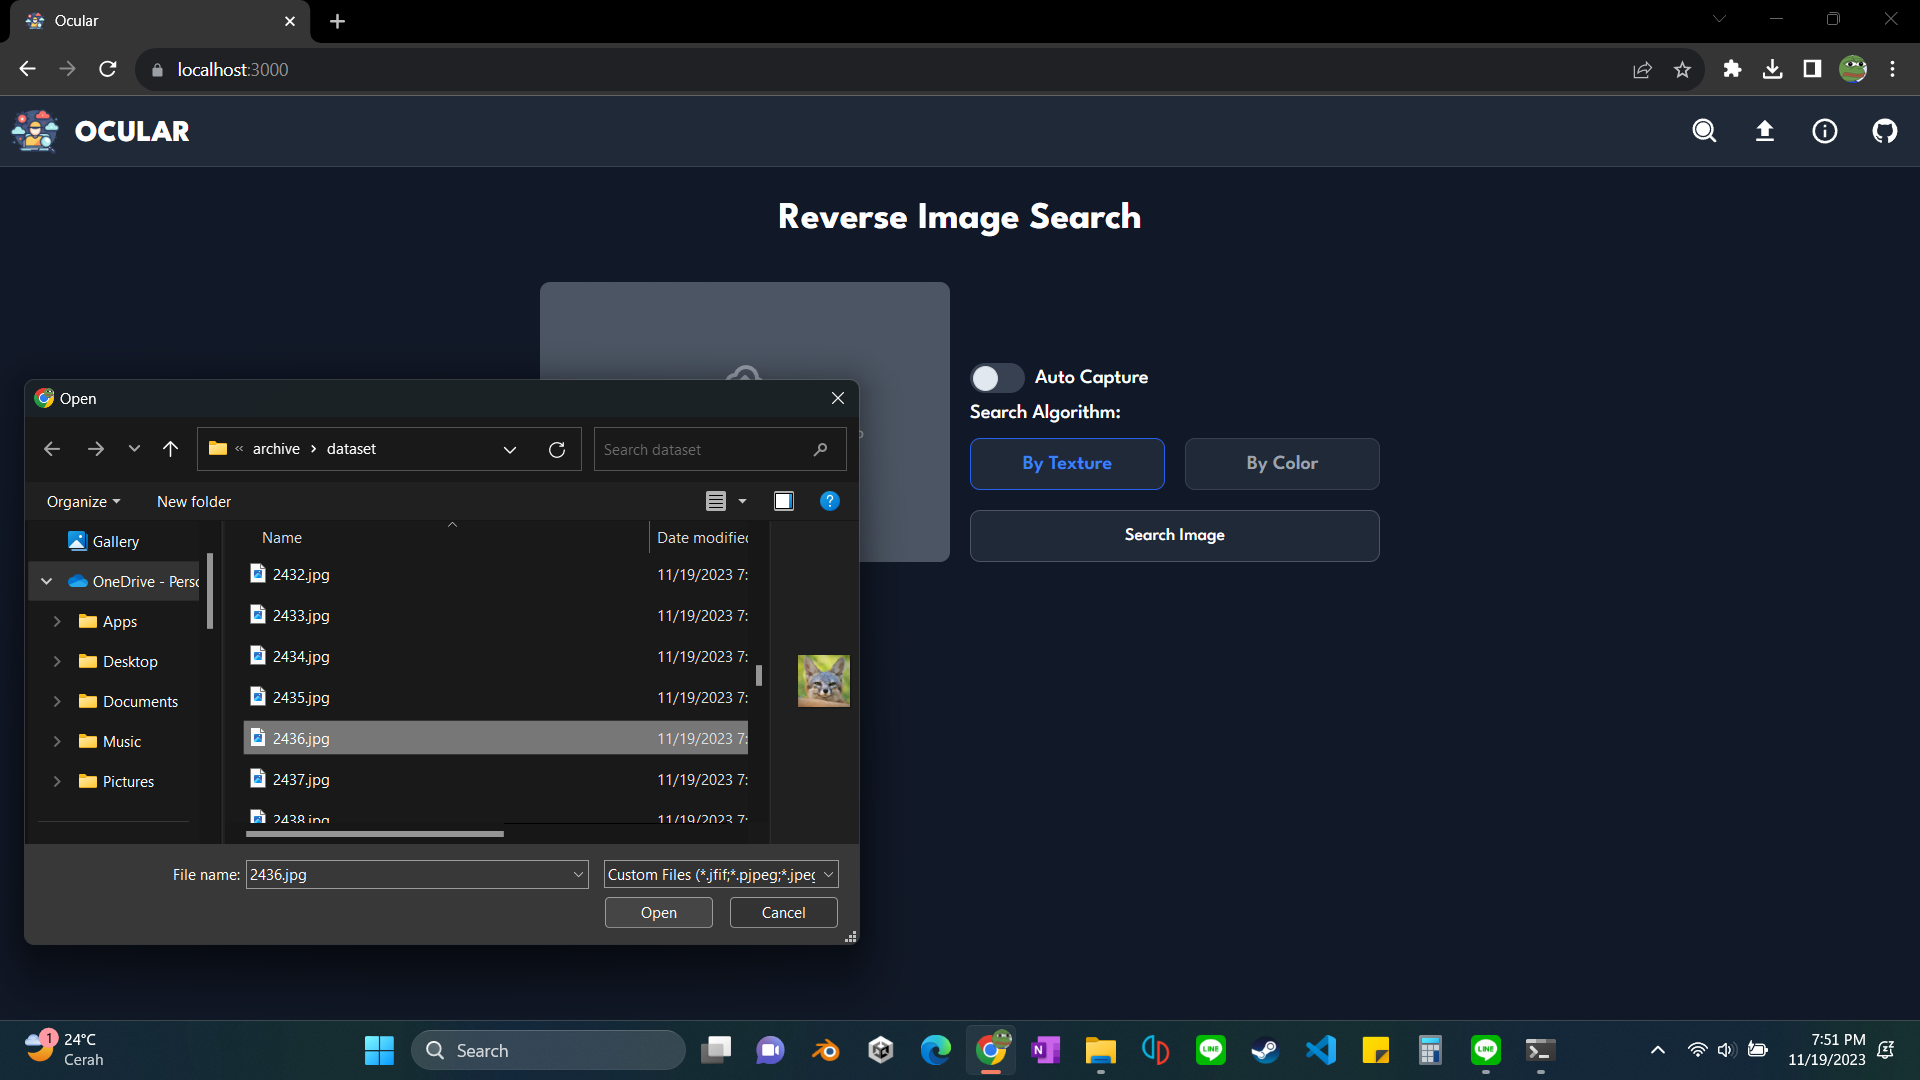 Ocular
localhost:3000
OCULAR
Reverse Image Search
Auto Capture
Search Algorithm:
By Texture
By Color
Search Image
Open
« archive > dataset
Search dataset
Organize
New folder
Name
Date modified
Gallery
OneDrive - Perso
Apps
Desktop
Documents
Music
Pictures
2432.jpg 11/19/2023 7:
2433.jpg 11/19/2023 7:
2434.jpg 11/19/2023 7:
2435.jpg 11/19/2023 7:
2436.jpg 11/19/2023 7:
2437.jpg 11/19/2023 7:
2438.jpg 11/19/2023 7:
File name: 2436.jpg
Custom Files (*.jfif;*.pjpeg;*.jpeg
Open
Cancel
1
24°C
Cerah
Search
7:51 PM
11/19/2023